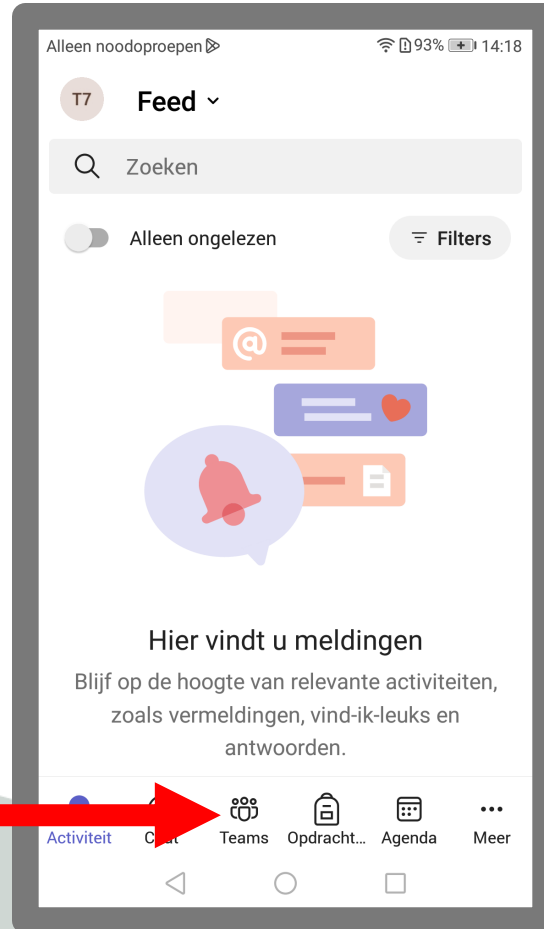 Alleen noodoproepen 93% 14:18
T7 Feed
Zoeken
Alleen ongelezen Filters
@
Hier vindt u meldingen
Blijf op de hoogte van relevante activiteiten,
zoals vermeldingen, vind-ik-leuks en
antwoorden.
Activiteit Chat Teams Opdracht... Agenda Meer